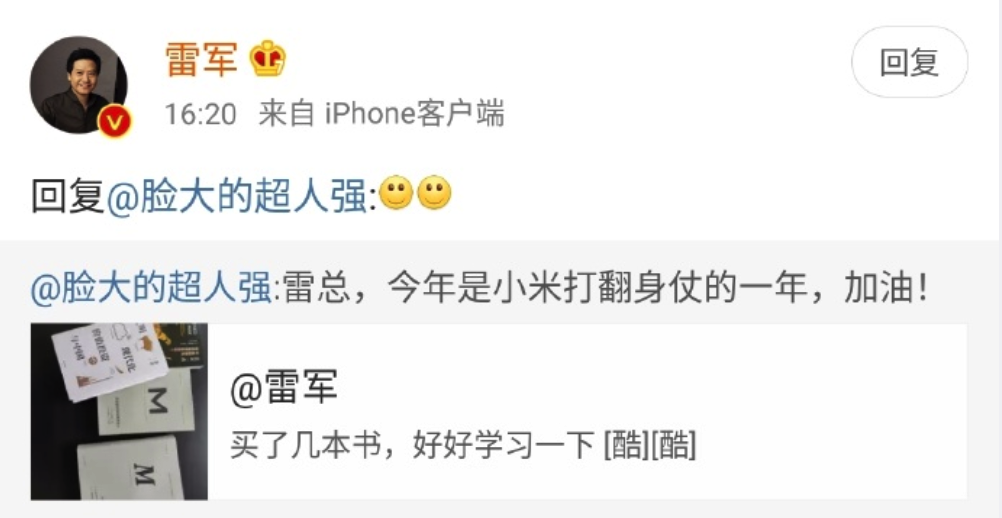 雷军
回复
16:20 来自 iPhone客户端
回复@脸大的超人强:
@脸大的超人强:雷总，今年是小米打翻身仗的一年，加油！
@雷军
买了几本书，好好学习一下 [酷][酷]
M
M